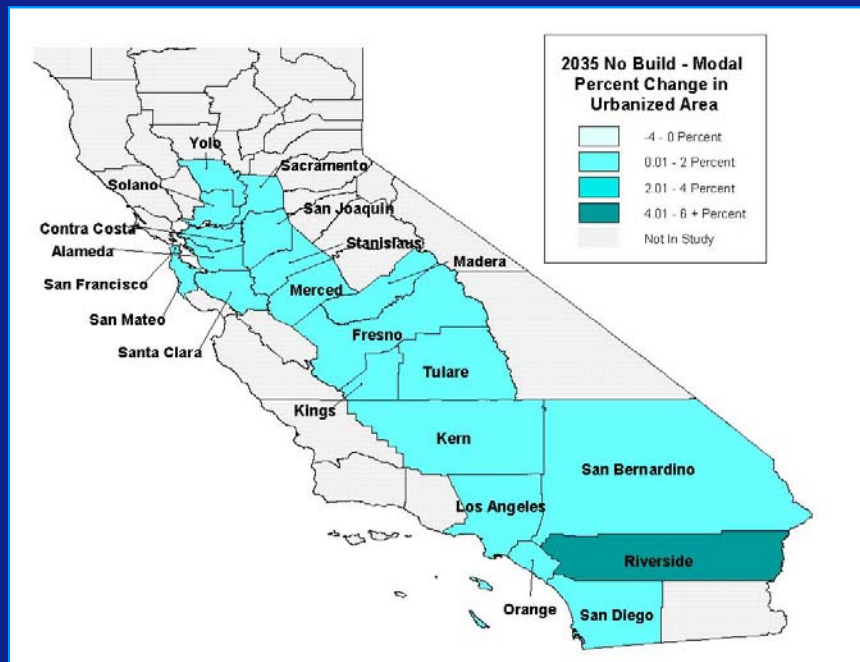 2035 No Build - Modal
Percent Change in
Urbanized Area
-4 - 0 Percent
0.01 - 2 Percent
2.01 - 4 Percent
4.01 - 6 + Percent
Not In Study
Yolo
Sacramento
Solano
San Joaquin
Contra Costa
Stanislaus
Alameda
Madera
San Francisco
Merced
San Mateo
Fresno
Santa Clara
Tulare
Kings
Kern
San Bernardino
Los Angeles
Riverside
Orange
San Diego